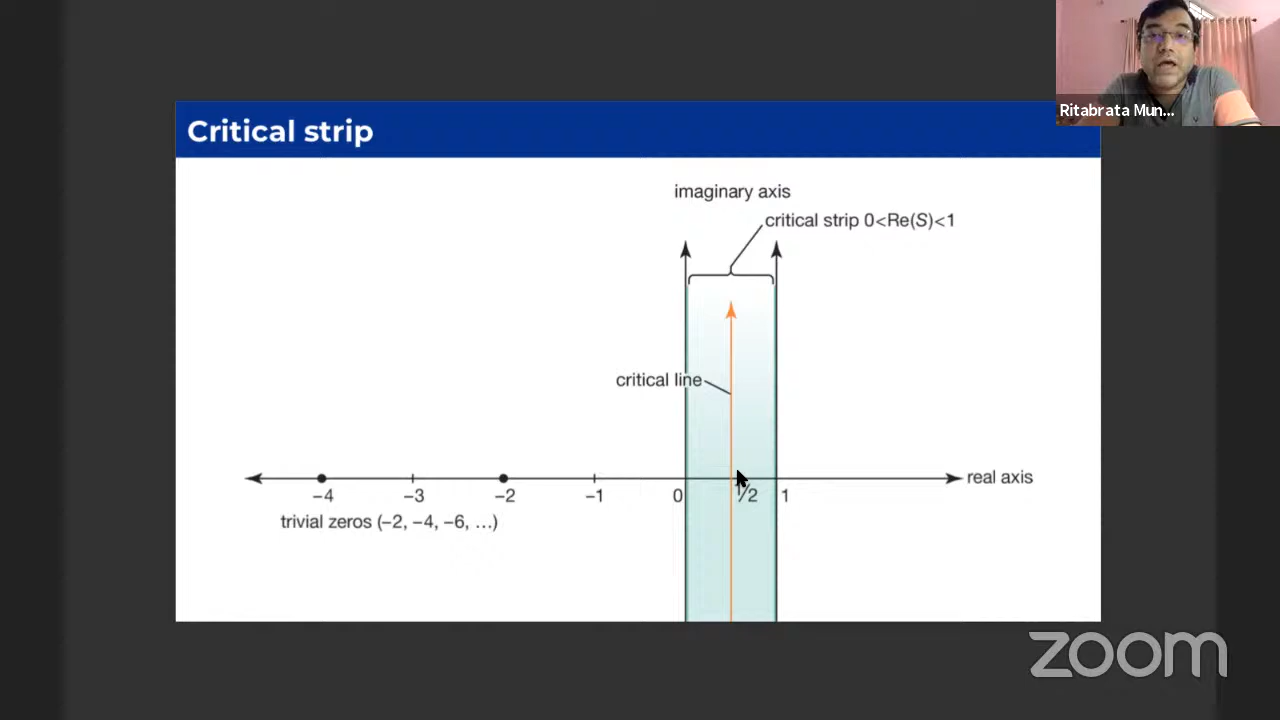 Ritabrata Mun...
Critical strip
imaginary axis
critical strip 0<Re(S)<1
critical line
real axis
−4
−3
−2
−1
0
1/2
1
trivial zeros (−2, −4, −6, …)
zoom